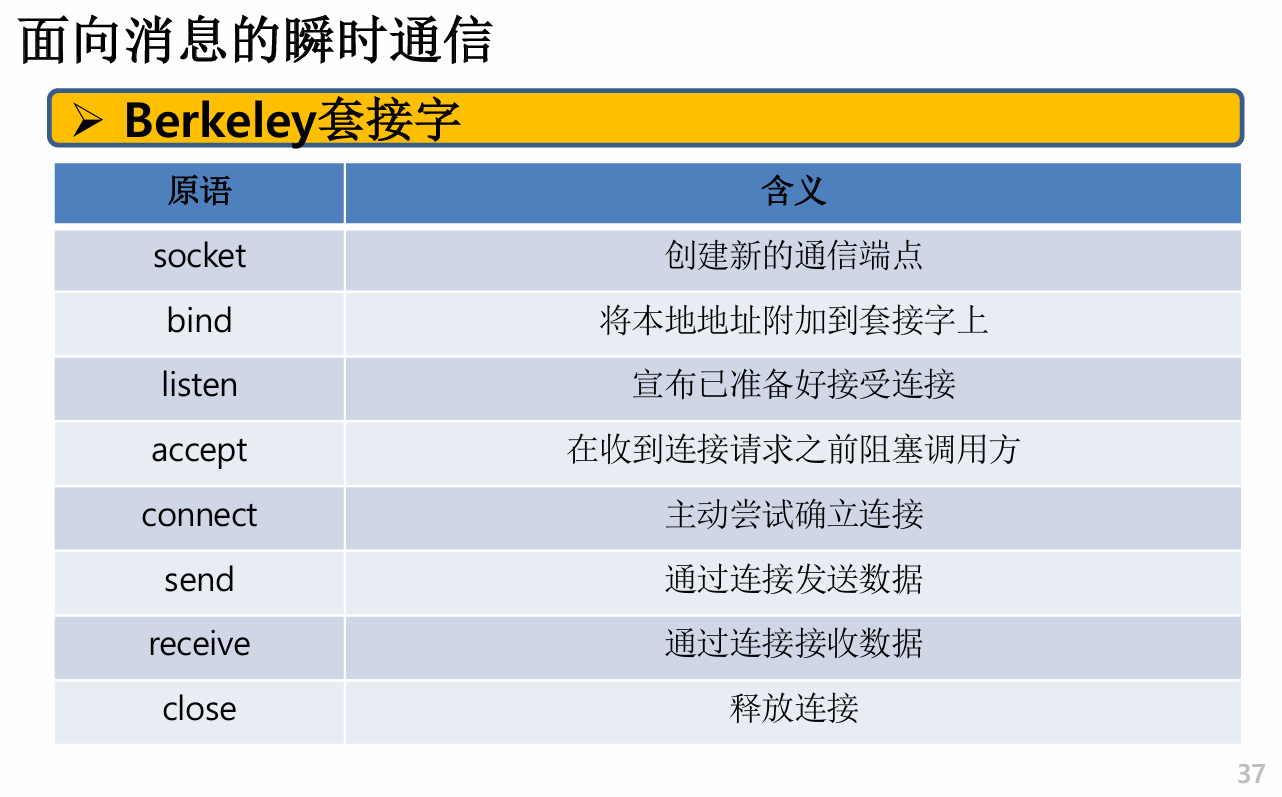 面向消息的瞬时通信
➢ Berkeley套接字
原语 含义
socket 创建新的通信端点
bind 将本地地址附加到套接字上
listen 宣布已准备好接受连接
accept 在收到连接请求之前阻塞调用方
connect 主动尝试确立连接
send 通过连接发送数据
receive 通过连接接收数据
close 释放连接
37